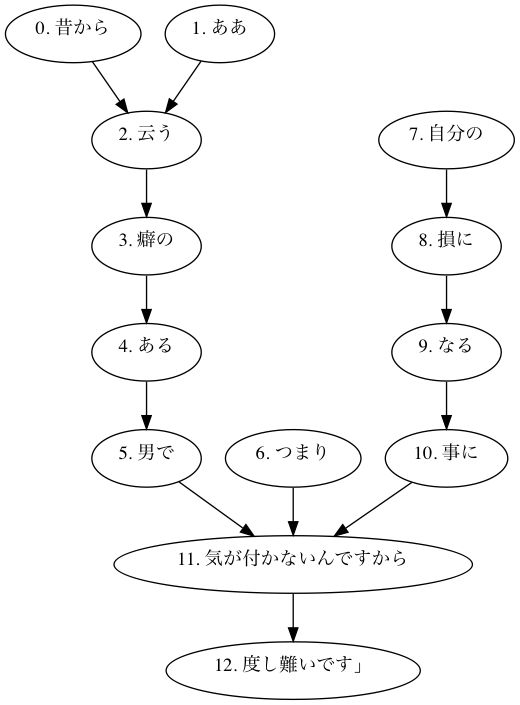 0. 昔から
1. ああ
2. 云う
7. 自分の
3. 癖の
8. 損に
4. ある
9. なる
5. 男で
6. つまり
10. 事に
11. 気が付かないんですから
12. 度し難いです」